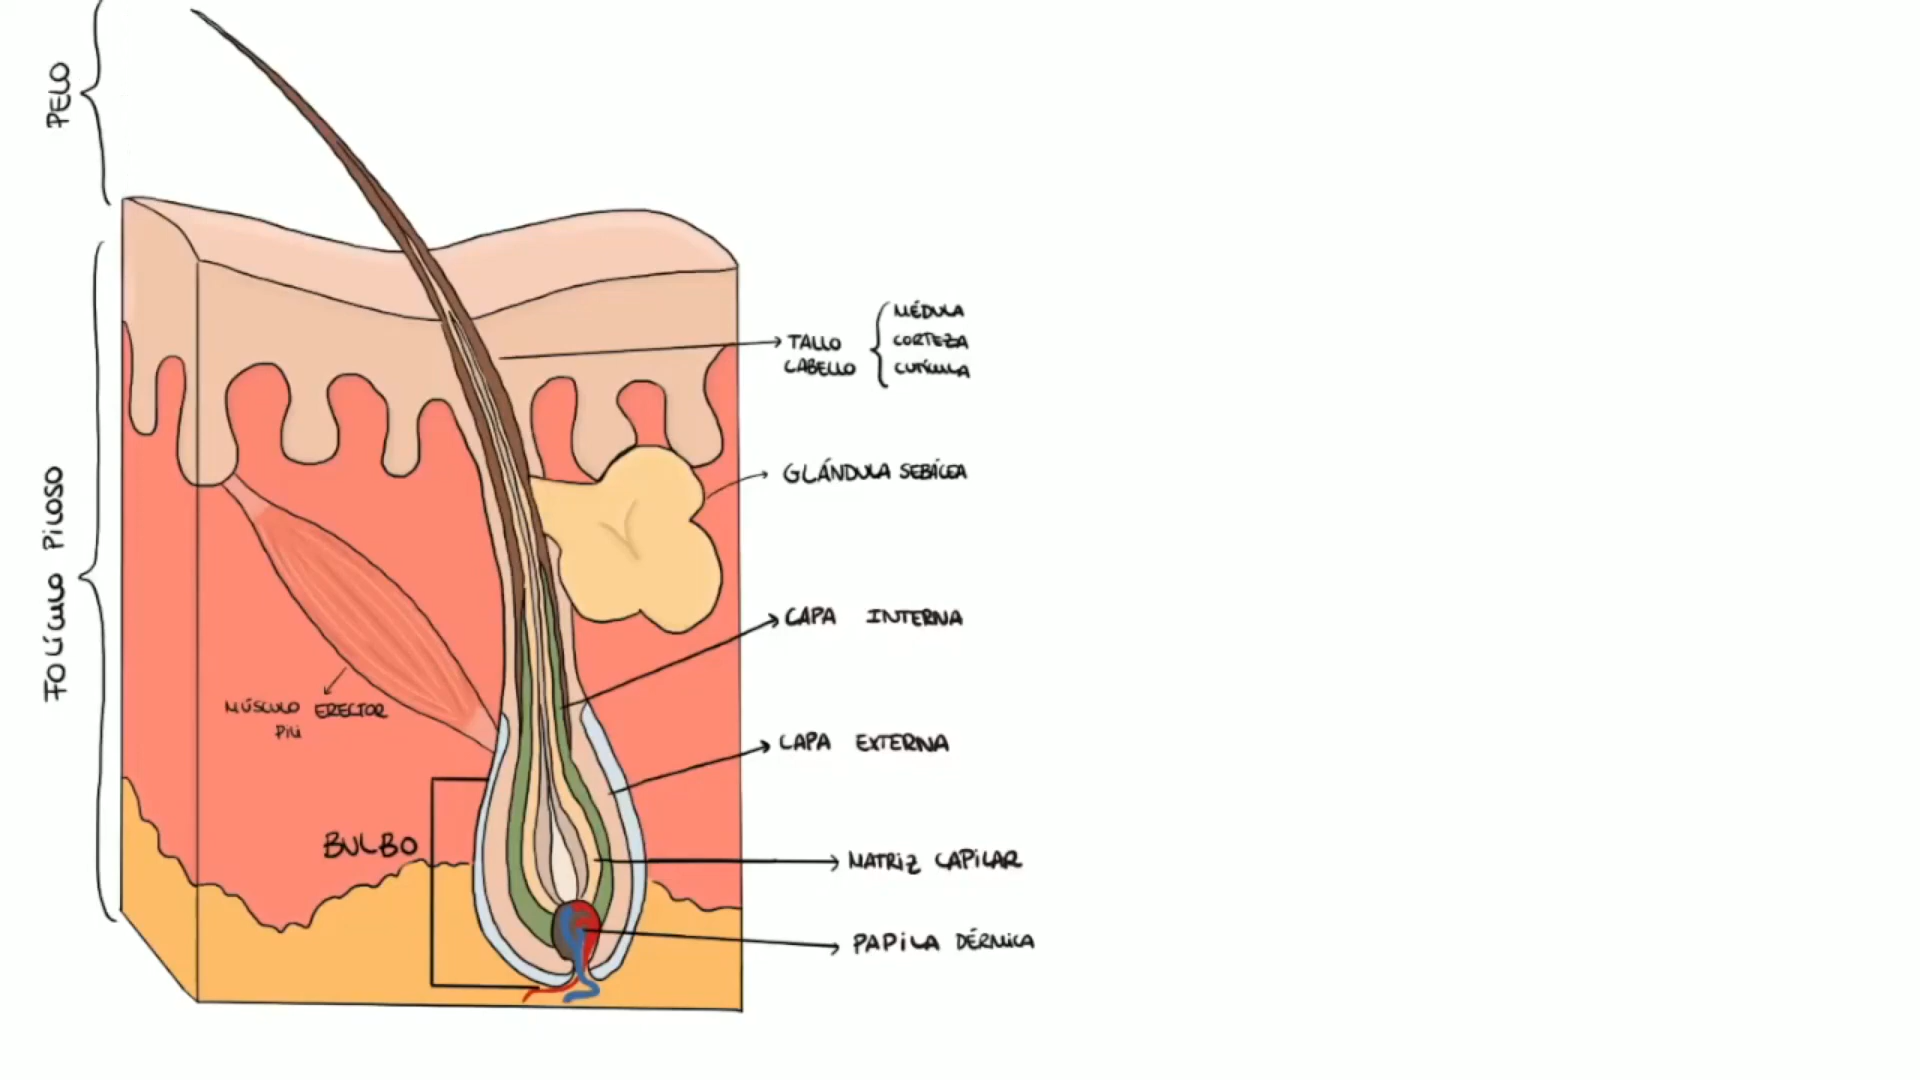 PELO
FOLÍCULO PILOSO
TALLO
CABELLO
MÉDULA
CORTEZA
CUTÍCULA
GLÁNDULA SEBÁCEA
CAPA INTERNA
MÚSCULO ERECTOR
PILI
CAPA EXTERNA
BULBO
MATRIZ CAPILAR
PAPILA DÉRMICA